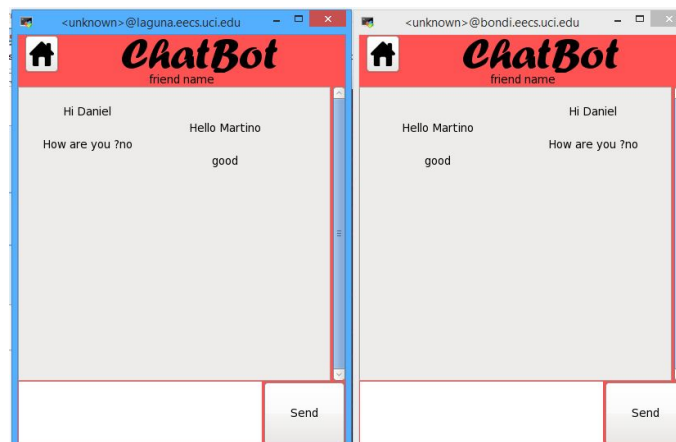 <unknown>@laguna.eecs.uci.edu
ChatBot
friend name
Hi Daniel
Hello Martino
How are you ?no
good
Send
<unknown>@bondi.eecs.uci.edu
ChatBot
friend name
Hi Daniel
Hello Martino
How are you ?no
good
Send